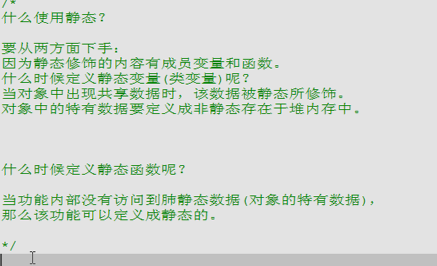 /*
什么使用静态？
要从两方面下手：
因为静态修饰的内容有成员变量和函数。
什么时候定义静态变量(类变量)呢？
当对象中出现共享数据时，该数据被静态所修饰。
对象中的特有数据要定义成非静态存在于堆内存中。
什么时候定义静态函数呢？
当功能内部没有访问到肺静态数据(对象的特有数据)，
那么该功能可以定义成静态的。
*/